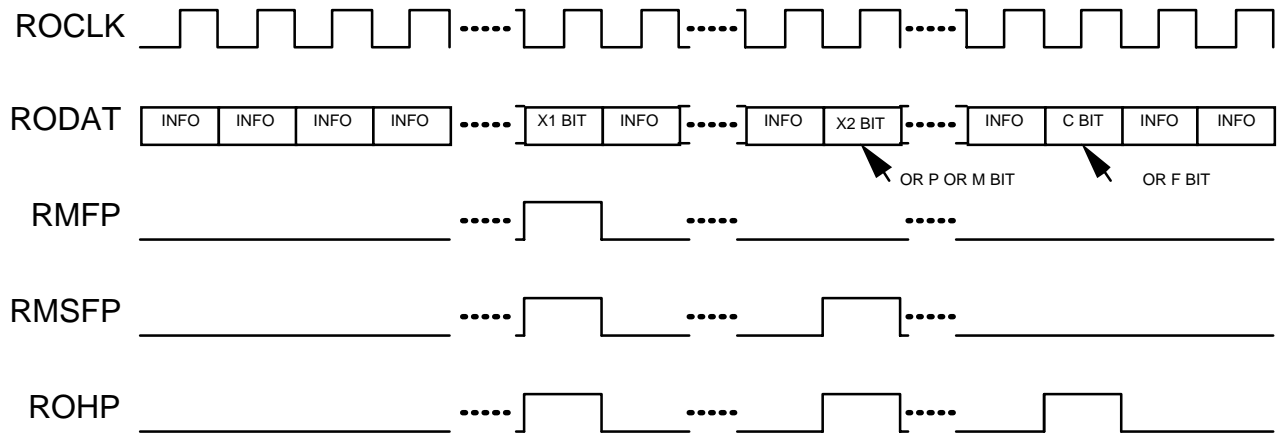 ROCLK
RODAT INFO INFO INFO INFO X1 BIT INFO INFO X2 BIT INFO C BIT INFO INFO
OR P OR M BIT OR F BIT
RMFP
RMSFP
ROHP